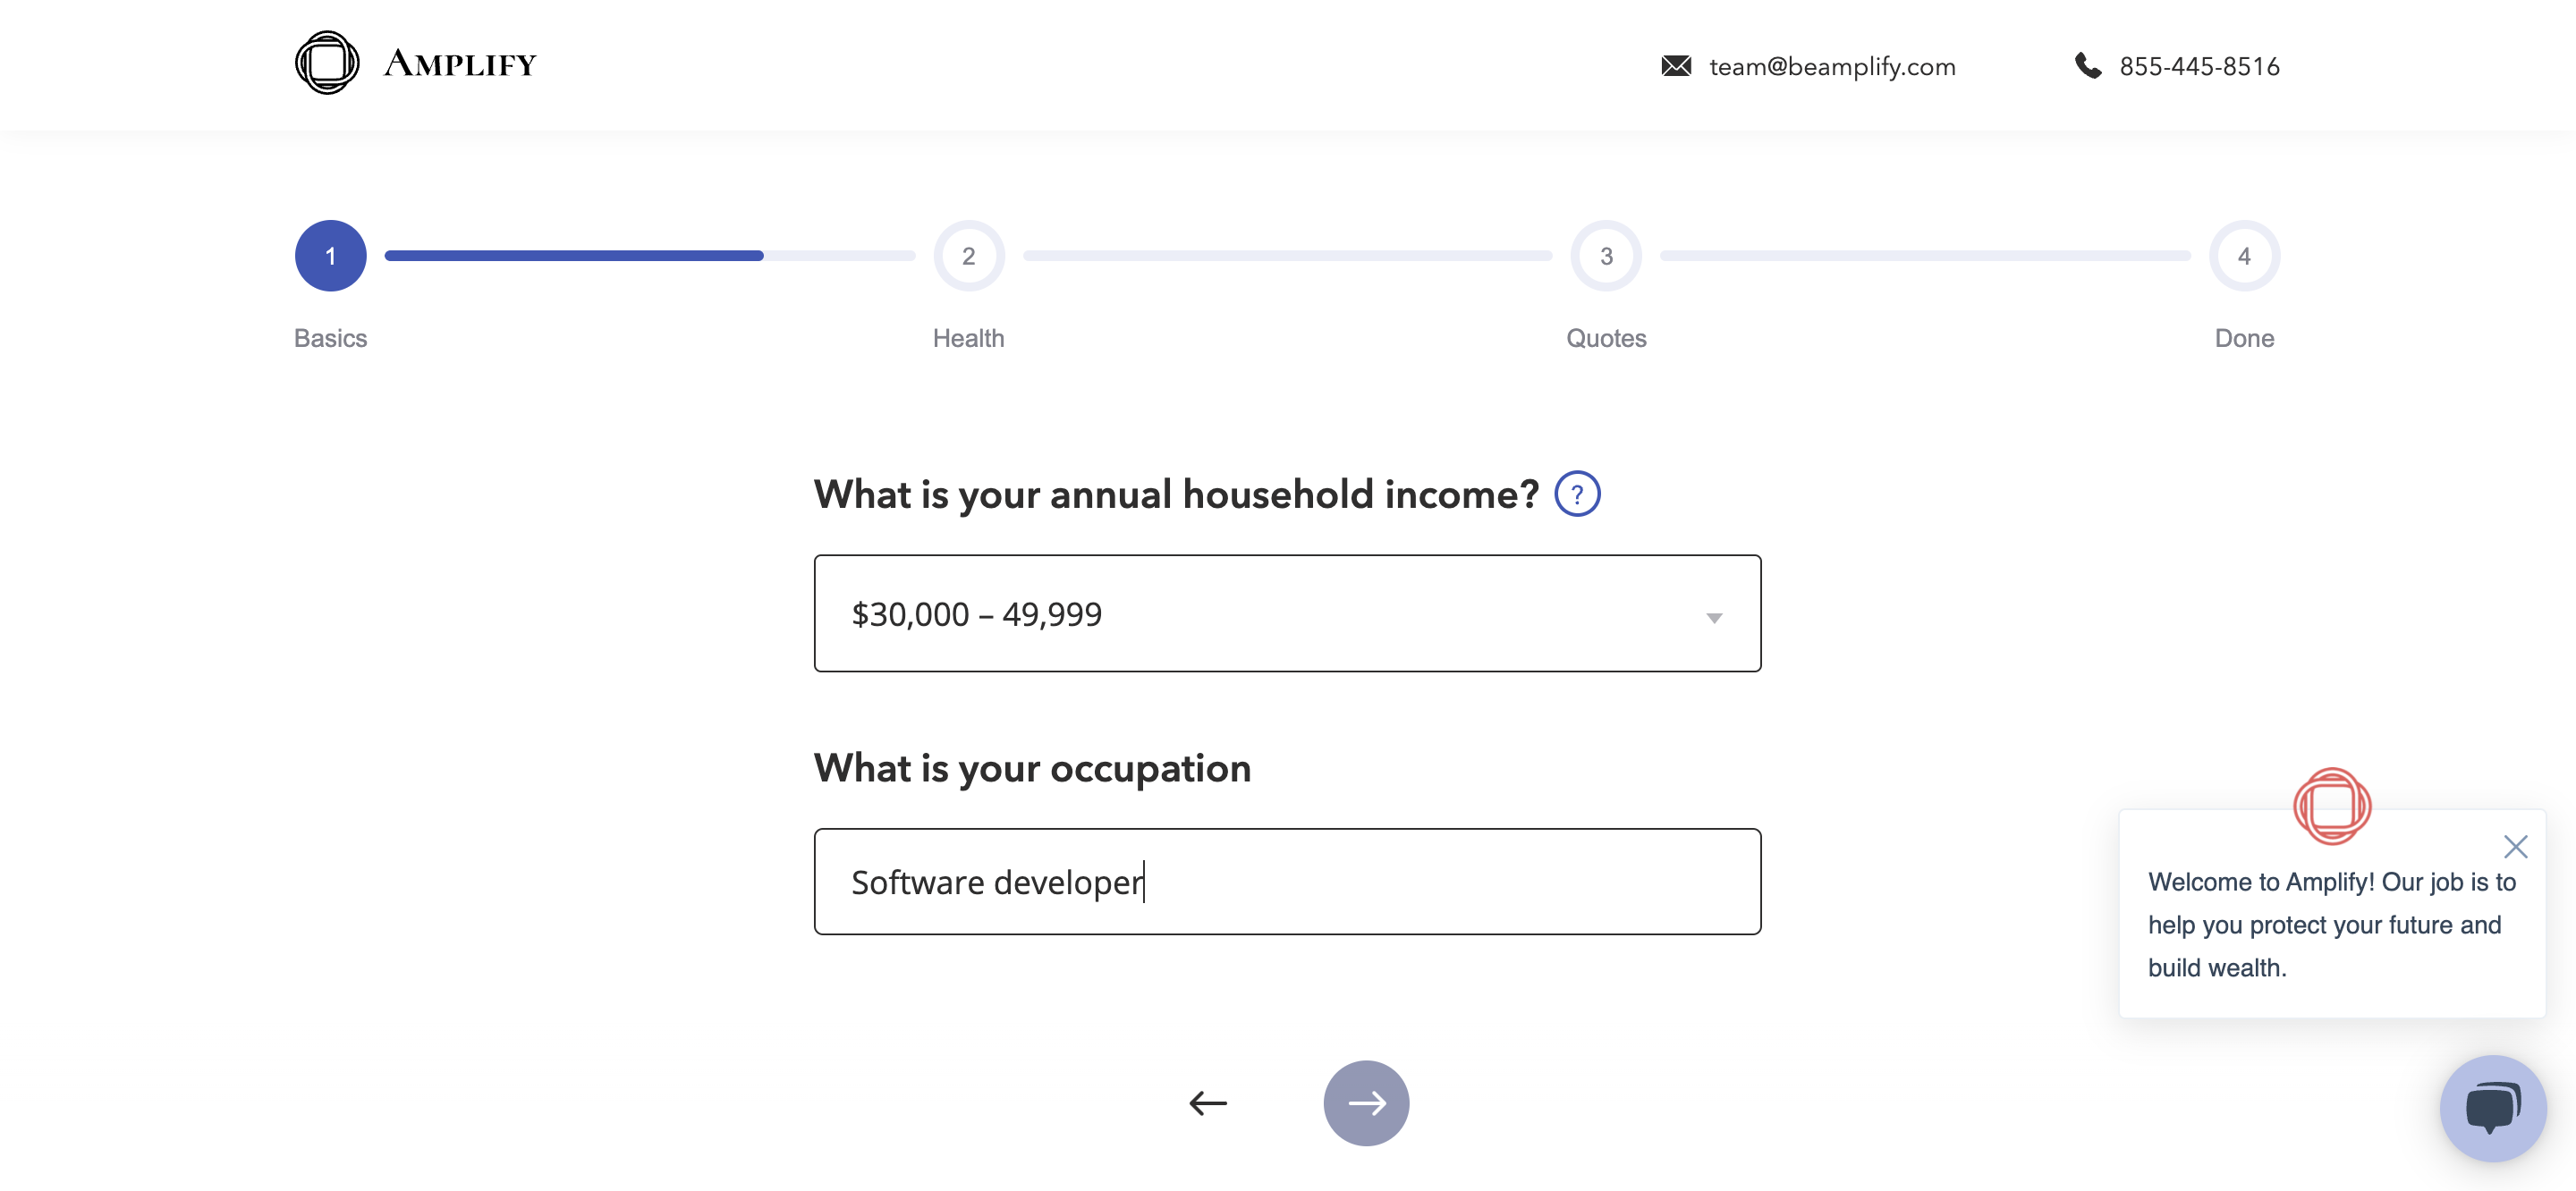 AMPLIFY
team@beamplify.com
855-445-8516
1
2
3
4
Basics
Health
Quotes
Done
What is your annual household income? ?
$30,000 – 49,999
What is your occupation
Software developer
Welcome to Amplify! Our job is to
help you protect your future and
build wealth.